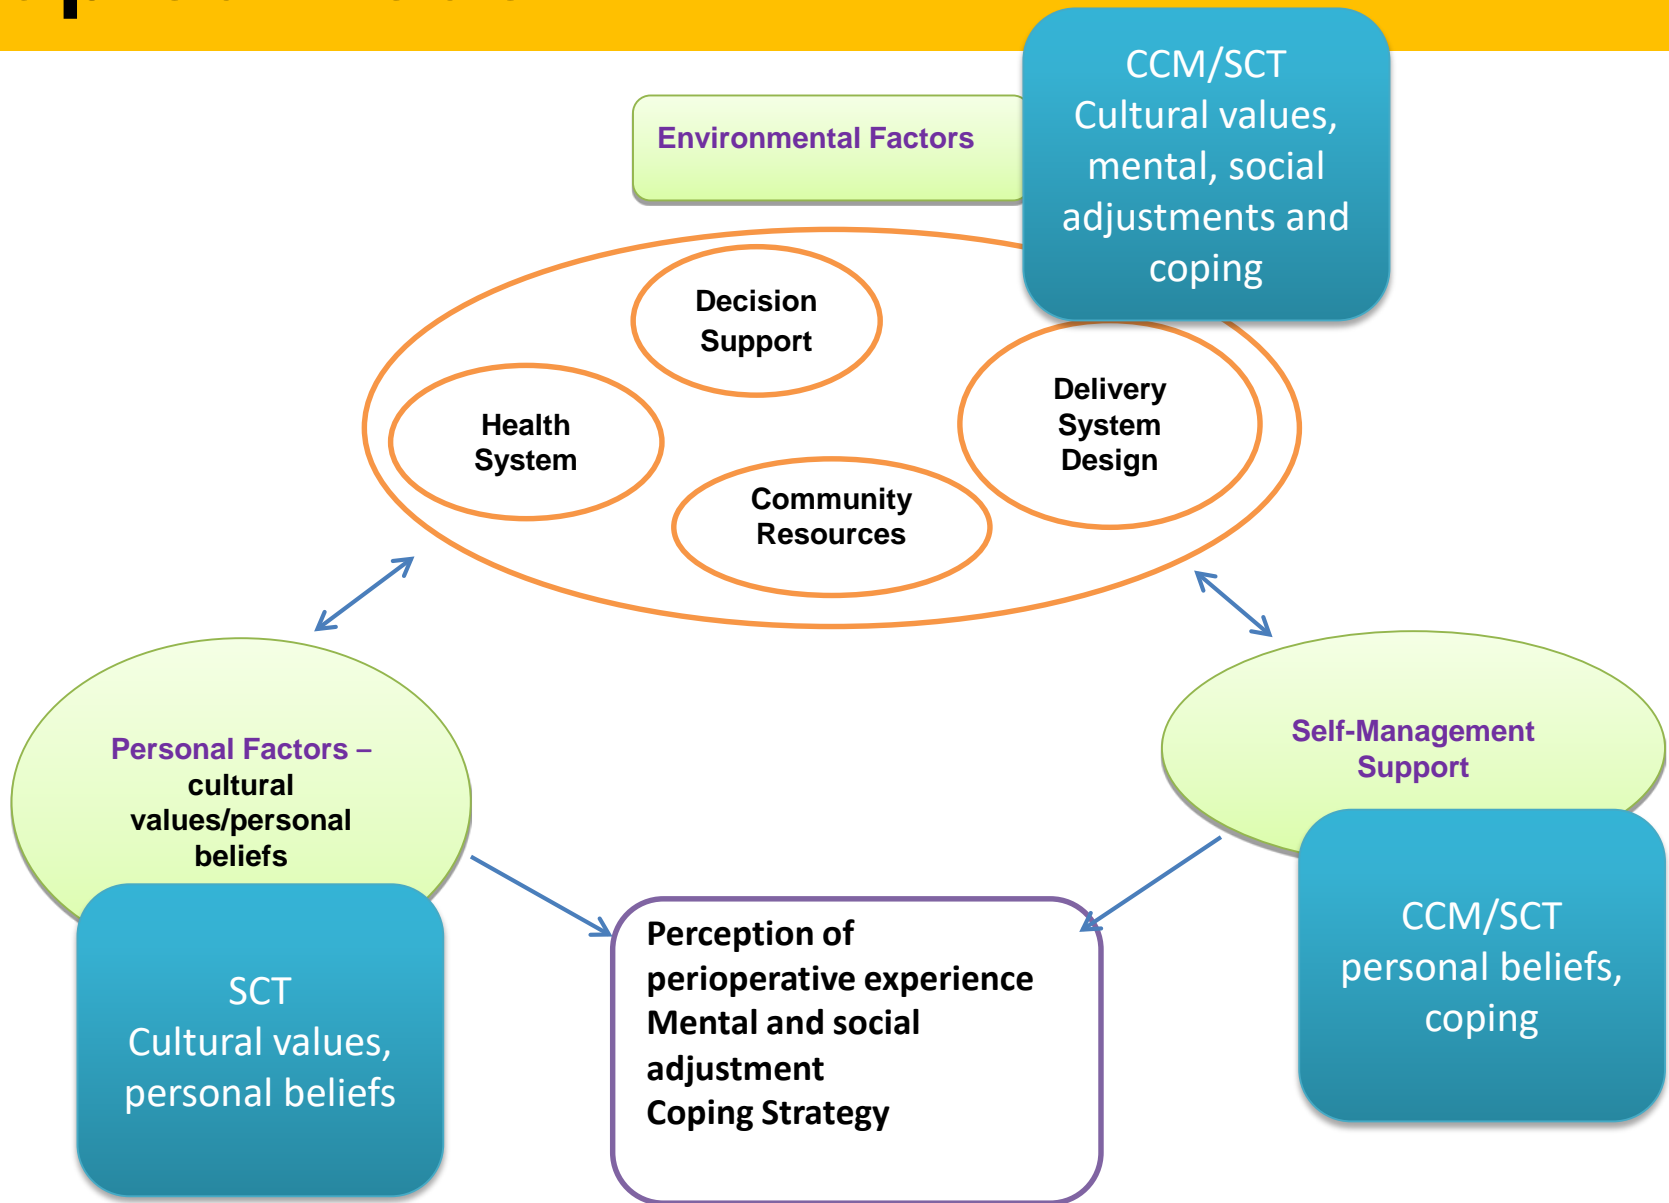 Environmental Factors
CCM/SCT
Cultural values,
mental, social
adjustments and
coping
Decision
Support
Health
System
Delivery
System
Design
Community
Resources
Personal Factors –
cultural
values/personal
beliefs
SCT
Cultural values,
personal beliefs
Self-Management
Support
CCM/SCT
personal beliefs,
coping
Perception of
perioperative experience
Mental and social
adjustment
Coping Strategy